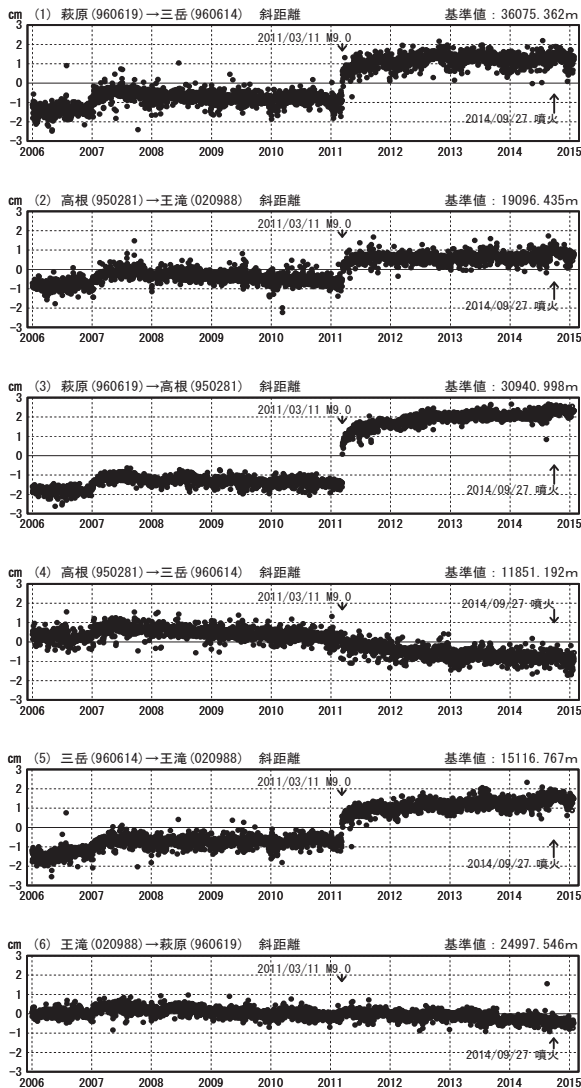 cm (1) 萩原(960619)→三岳(960614) 斜距離 基準値：36075.362m
3
2
1
0
-1
-2
-3
2011/03/11 M9.0
2014/09/27 噴火
2006 2007 2008 2009 2010 2011 2012 2013 2014 2015
cm (2) 高根(950281)→王滝(020988) 斜距離 基準値：19096.435m
3
2
1
0
-1
-2
-3
2011/03/11 M9.0
2014/09/27 噴火
2006 2007 2008 2009 2010 2011 2012 2013 2014 2015
cm (3) 萩原(960619)→高根(950281) 斜距離 基準値：30940.998m
3
2
1
0
-1
-2
-3
2011/03/11 M9.0
2014/09/27 噴火
2006 2007 2008 2009 2010 2011 2012 2013 2014 2015
cm (4) 高根(950281)→三岳(960614) 斜距離 基準値：11851.192m
3
2
1
0
-1
-2
-3
2011/03/11 M9.0
2014/09/27 噴火
2006 2007 2008 2009 2010 2011 2012 2013 2014 2015
cm (5) 三岳(960614)→王滝(020988) 斜距離 基準値：15116.767m
3
2
1
0
-1
-2
-3
2011/03/11 M9.0
2014/09/27 噴火
2006 2007 2008 2009 2010 2011 2012 2013 2014 2015
cm (6) 王滝(020988)→萩原(960619) 斜距離 基準値：24997.546m
3
2
1
0
-1
-2
-3
2011/03/11 M9.0
2014/09/27 噴火
2006 2007 2008 2009 2010 2011 2012 2013 2014 2015